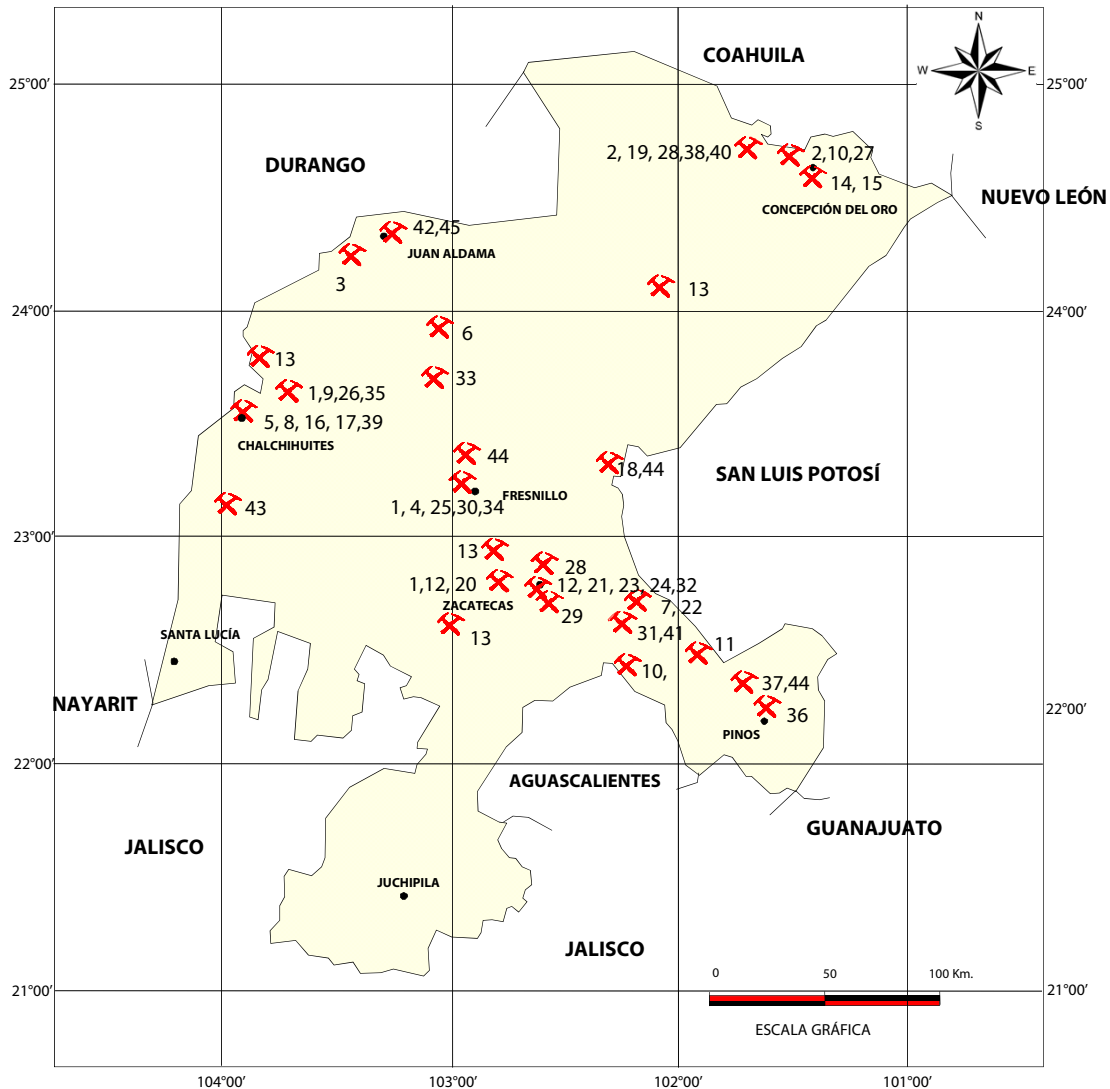 N
COAHUILA
W E
25°00′ 25°00′
S
2, 19, 28,38,40 2,10,27
DURANGO
14, 15
NUEVO LEÓN
CONCEPCIÓN DEL ORO
42,45
JUAN ALDAMA
3
13
24°00′ 24°00′
6
13
33
1,9,26,35
5, 8, 16, 17,39
CHALCHIHUITES
44
18,44
SAN LUIS POTOSÍ
FRESNILLO
43
1, 4, 25,30,34
23°00′
13
28
1,12, 20 12, 21, 23, 24,32
ZACATECAS
7, 22
29
13
31,41
SANTA LUCÍA
11
10,
37,44
NAYARIT
22°00′
36
PINOS
22°00′
AGUASCALIENTES
GUANAJUATO
JALISCO
JUCHIPILA
JALISCO
0 50 100 Km.
21°00′ 21°00′
ESCALA GRÁFICA
104°00′ 103°00′ 102°00′ 101°00′